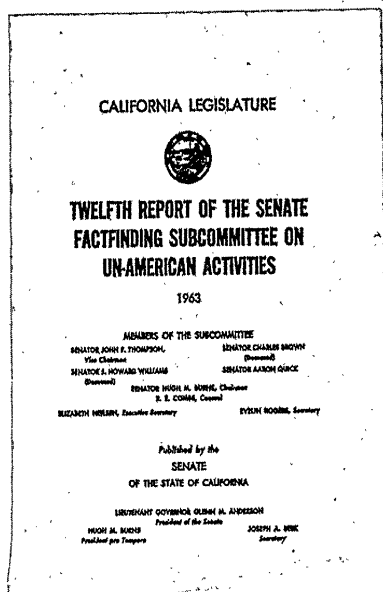 CALIFORNIA LEGISLATURE
TWELFTH REPORT OF THE SENATE
FACTFINDING SUBCOMMITTEE ON
UN-AMERICAN ACTIVITIES
1963
MEMBERS OF THE SUBCOMMITTEE
SENATOR JOHN F. THOMPSON, SENATOR CHARLES BROWN
Vice Chairman (Deceased)
SENATOR S. HOWARD WILLIAMS SENATOR AARON QUICK
(Deceased)
SENATOR HUGH M. BURNS, Chairman
R. E. COMBS, Counsel
ELIZABETH NIELSEN, Executive Secretary EVELIN ROGERS, Secretary
Published by the
SENATE
OF THE STATE OF CALIFORNIA
LIEUTENANT GOVERNOR GLENN M. ANDERSON
President of the Senate
HUGH M. BURNS JOSEPH A. BEEK
President pro Tempore Secretary